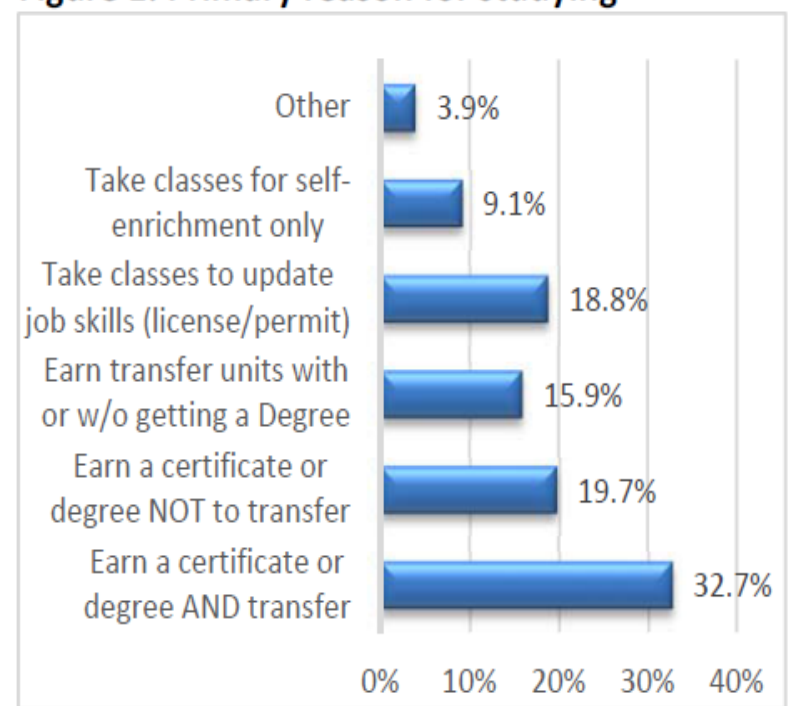 Other
3.9%
Take classes for self-
enrichment only
9.1%
Take classes to update
job skills (license/permit)
18.8%
Earn transfer units with
or w/o getting a Degree
15.9%
Earn a certificate or
degree NOT to transfer
19.7%
Earn a certificate or
degree AND transfer
32.7%
0% 10% 20% 30% 40%